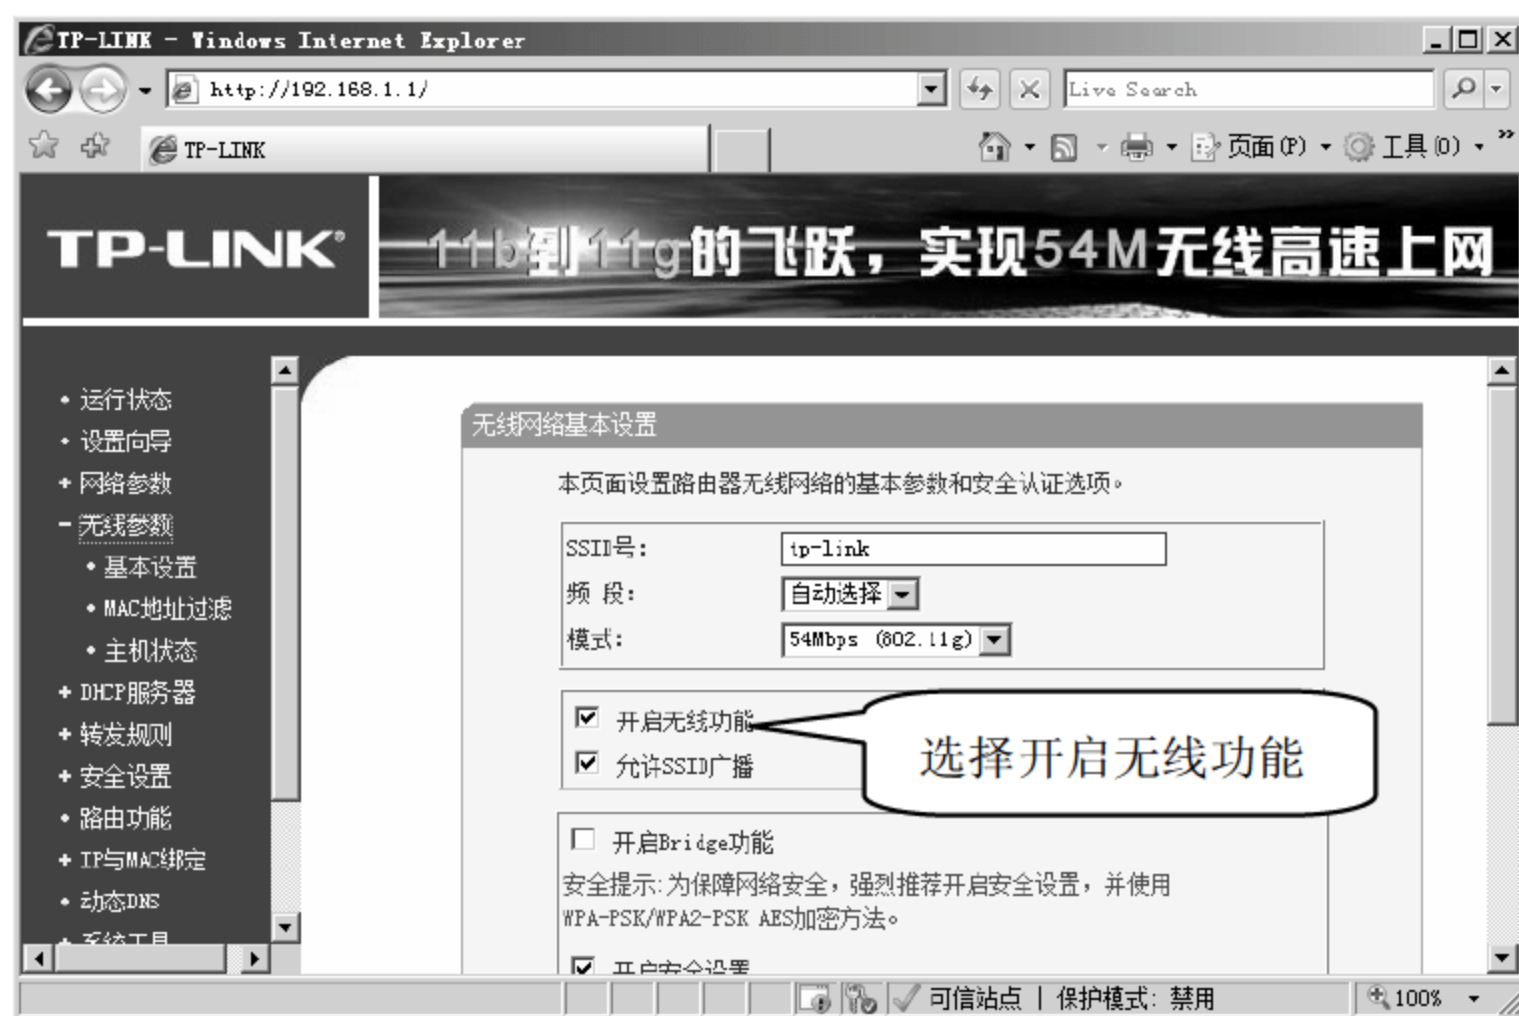 TP-LINK - Windows Internet Explorer
http://192.168.1.1/
Live Search
TP-LINK
页面(P)
工具(O)
TP-LINK®
11b到11g的飞跃，实现54M无线高速上网
• 运行状态
• 设置向导
+ 网络参数
- 无线参数
• 基本设置
• MAC地址过滤
• 主机状态
+ DHCP服务器
+ 转发规则
+ 安全设置
• 路由功能
+ IP与MAC绑定
• 动态DNS
+ 系统工具
无线网络基本设置
本页面设置路由器无线网络的基本参数和安全认证选项。
SSID号： tp-link
频 段： 自动选择
模式： 54Mbps (802.11g)
开启无线功能
允许SSID广播
选择开启无线功能
开启Bridge功能
安全提示:为保障网络安全，强烈推荐开启安全设置，并使用
WPA-PSK/WPA2-PSK AES加密方法。
开启安全设置
可信站点 | 保护模式: 禁用
100%